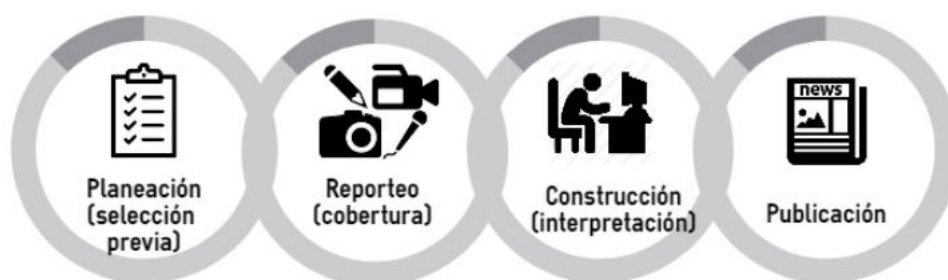 Planeación
(selección
previa)
Reporteo
(cobertura)
Construcción
(interpretación)
news
Publicación